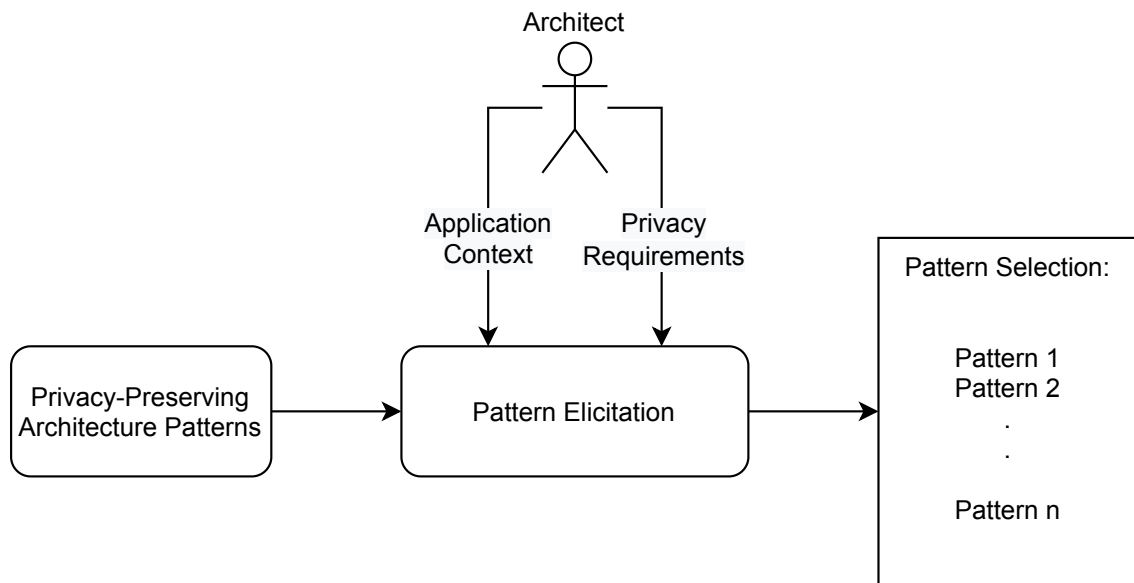 Architect
Application
Context
Privacy
Requirements
Privacy-Preserving
Architecture Patterns
Pattern Elicitation
Pattern Selection:
Pattern 1
Pattern 2
.
.
Pattern n